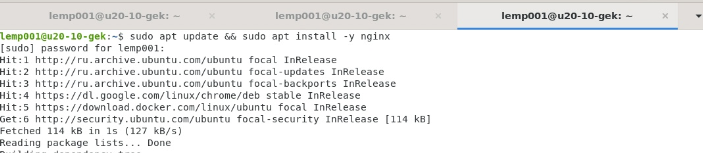 lemp001@u20-10-gek: ~ × lemp001@u20-10-gek: ~ × lemp001@u20-10-gek: ~ ×
lemp001@u20-10-gek:~$ sudo apt update && sudo apt install -y nginx
[sudo] password for lemp001:
Hit:1 http://ru.archive.ubuntu.com/ubuntu focal InRelease
Hit:2 http://ru.archive.ubuntu.com/ubuntu focal-updates InRelease
Hit:3 http://ru.archive.ubuntu.com/ubuntu focal-backports InRelease
Hit:4 https://dl.google.com/linux/chrome/deb stable InRelease
Hit:5 https://download.docker.com/linux/ubuntu focal InRelease
Get:6 http://security.ubuntu.com/ubuntu focal-security InRelease [114 kB]
Fetched 114 kB in 1s (127 kB/s)
Reading package lists... Done